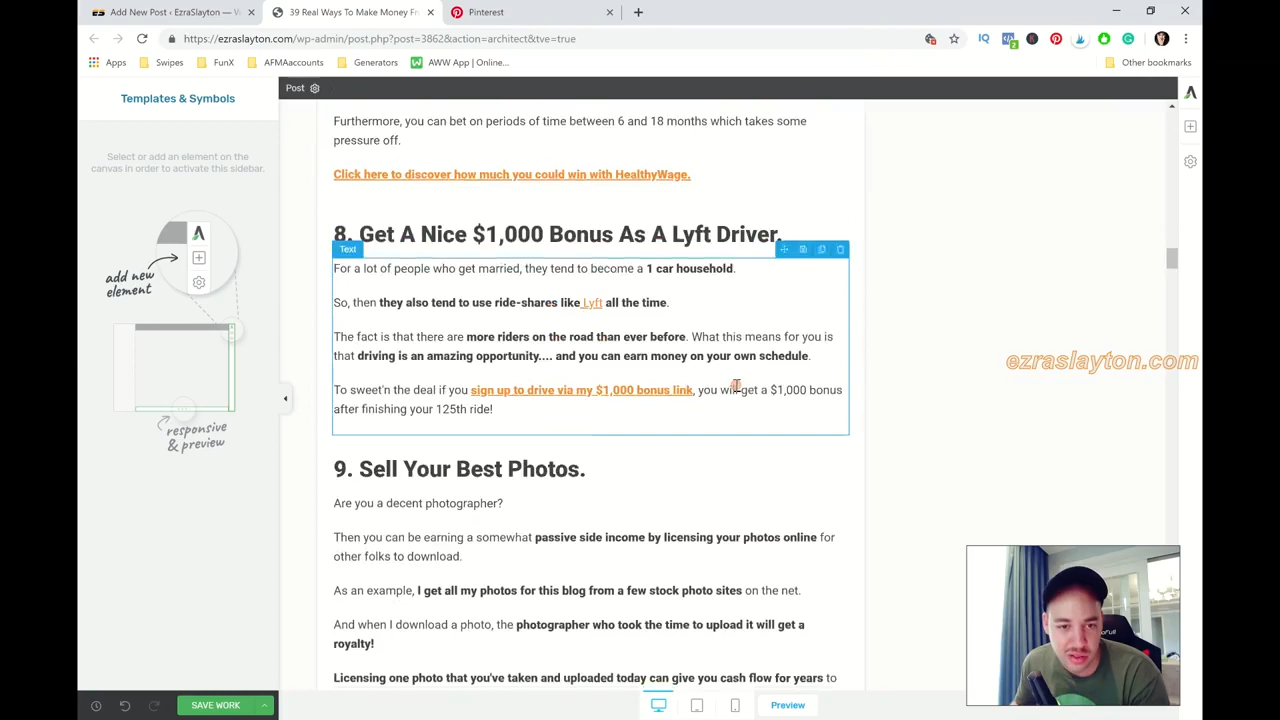 Add New Post ‹ EzraSlayton — W
39 Real Ways To Make Money Fr
Pinterest
https://ezraslayton.com/wp-admin/post.php?post=3862&action=architect&tve=true
Apps
Swipes
FunX
AFMAaccounts
Generators
AWW App | Online...
Other bookmarks
Templates & Symbols
Post
Select or add an element on the
canvas in order to activate this sidebar.
add new
element
responsive
& preview
Furthermore, you can bet on periods of time between 6 and 18 months which takes some
pressure off.
Click here to discover how much you could win with HealthyWage.
8. Get A Nice $1,000 Bonus As A Lyft Driver.
Text
For a lot of people who get married, they tend to become a 1 car household.
So, then they also tend to use ride-shares like Lyft all the time.
The fact is that there are more riders on the road than ever before. What this means for you is
that driving is an amazing opportunity.... and you can earn money on your own schedule.
To sweet'n the deal if you sign up to drive via my $1,000 bonus link, you will get a $1,000 bonus
after finishing your 125th ride!
9. Sell Your Best Photos.
Are you a decent photographer?
Then you can be earning a somewhat passive side income by licensing your photos online for
other folks to download.
As an example, I get all my photos for this blog from a few stock photo sites on the net.
And when I download a photo, the photographer who took the time to upload it will get a
royalty!
Licensing one photo that you've taken and uploaded today can give you cash flow for years to
ezraslayton.com
SAVE WORK
Preview